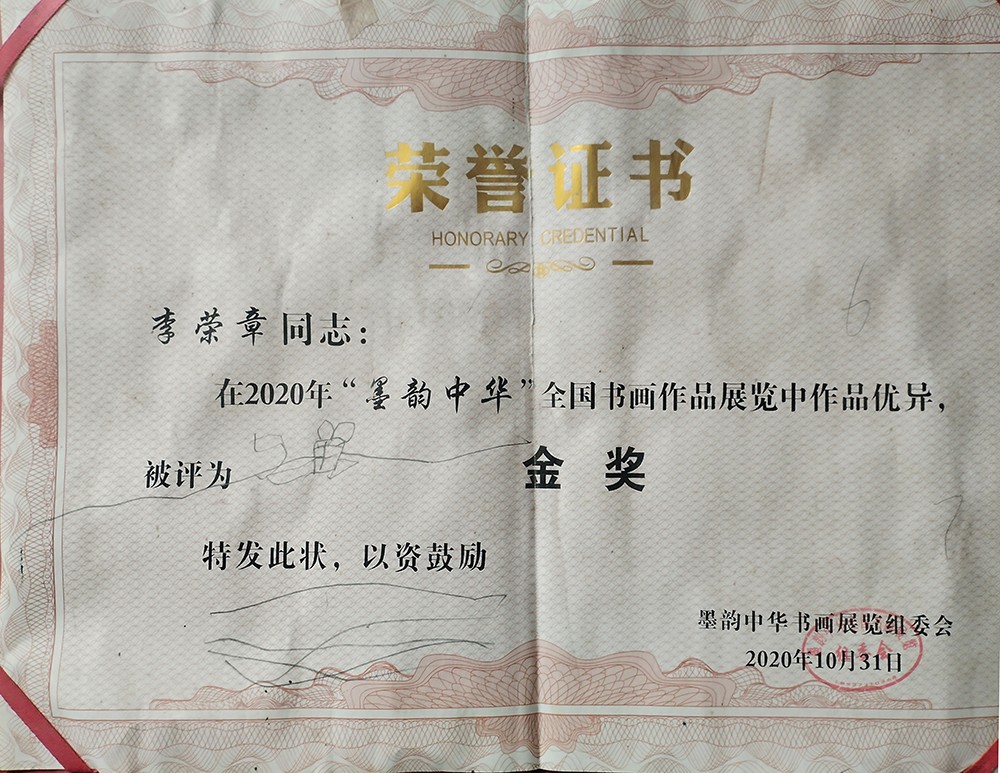 荣誉证书
HONORARY CREDENTIAL
李荣章同志：
在2020年“墨韵中华”全国书画作品展览中作品优异，
被评为 金 奖
特发此状，以资鼓励
墨韵中华书画展览组委会
2020年10月31日